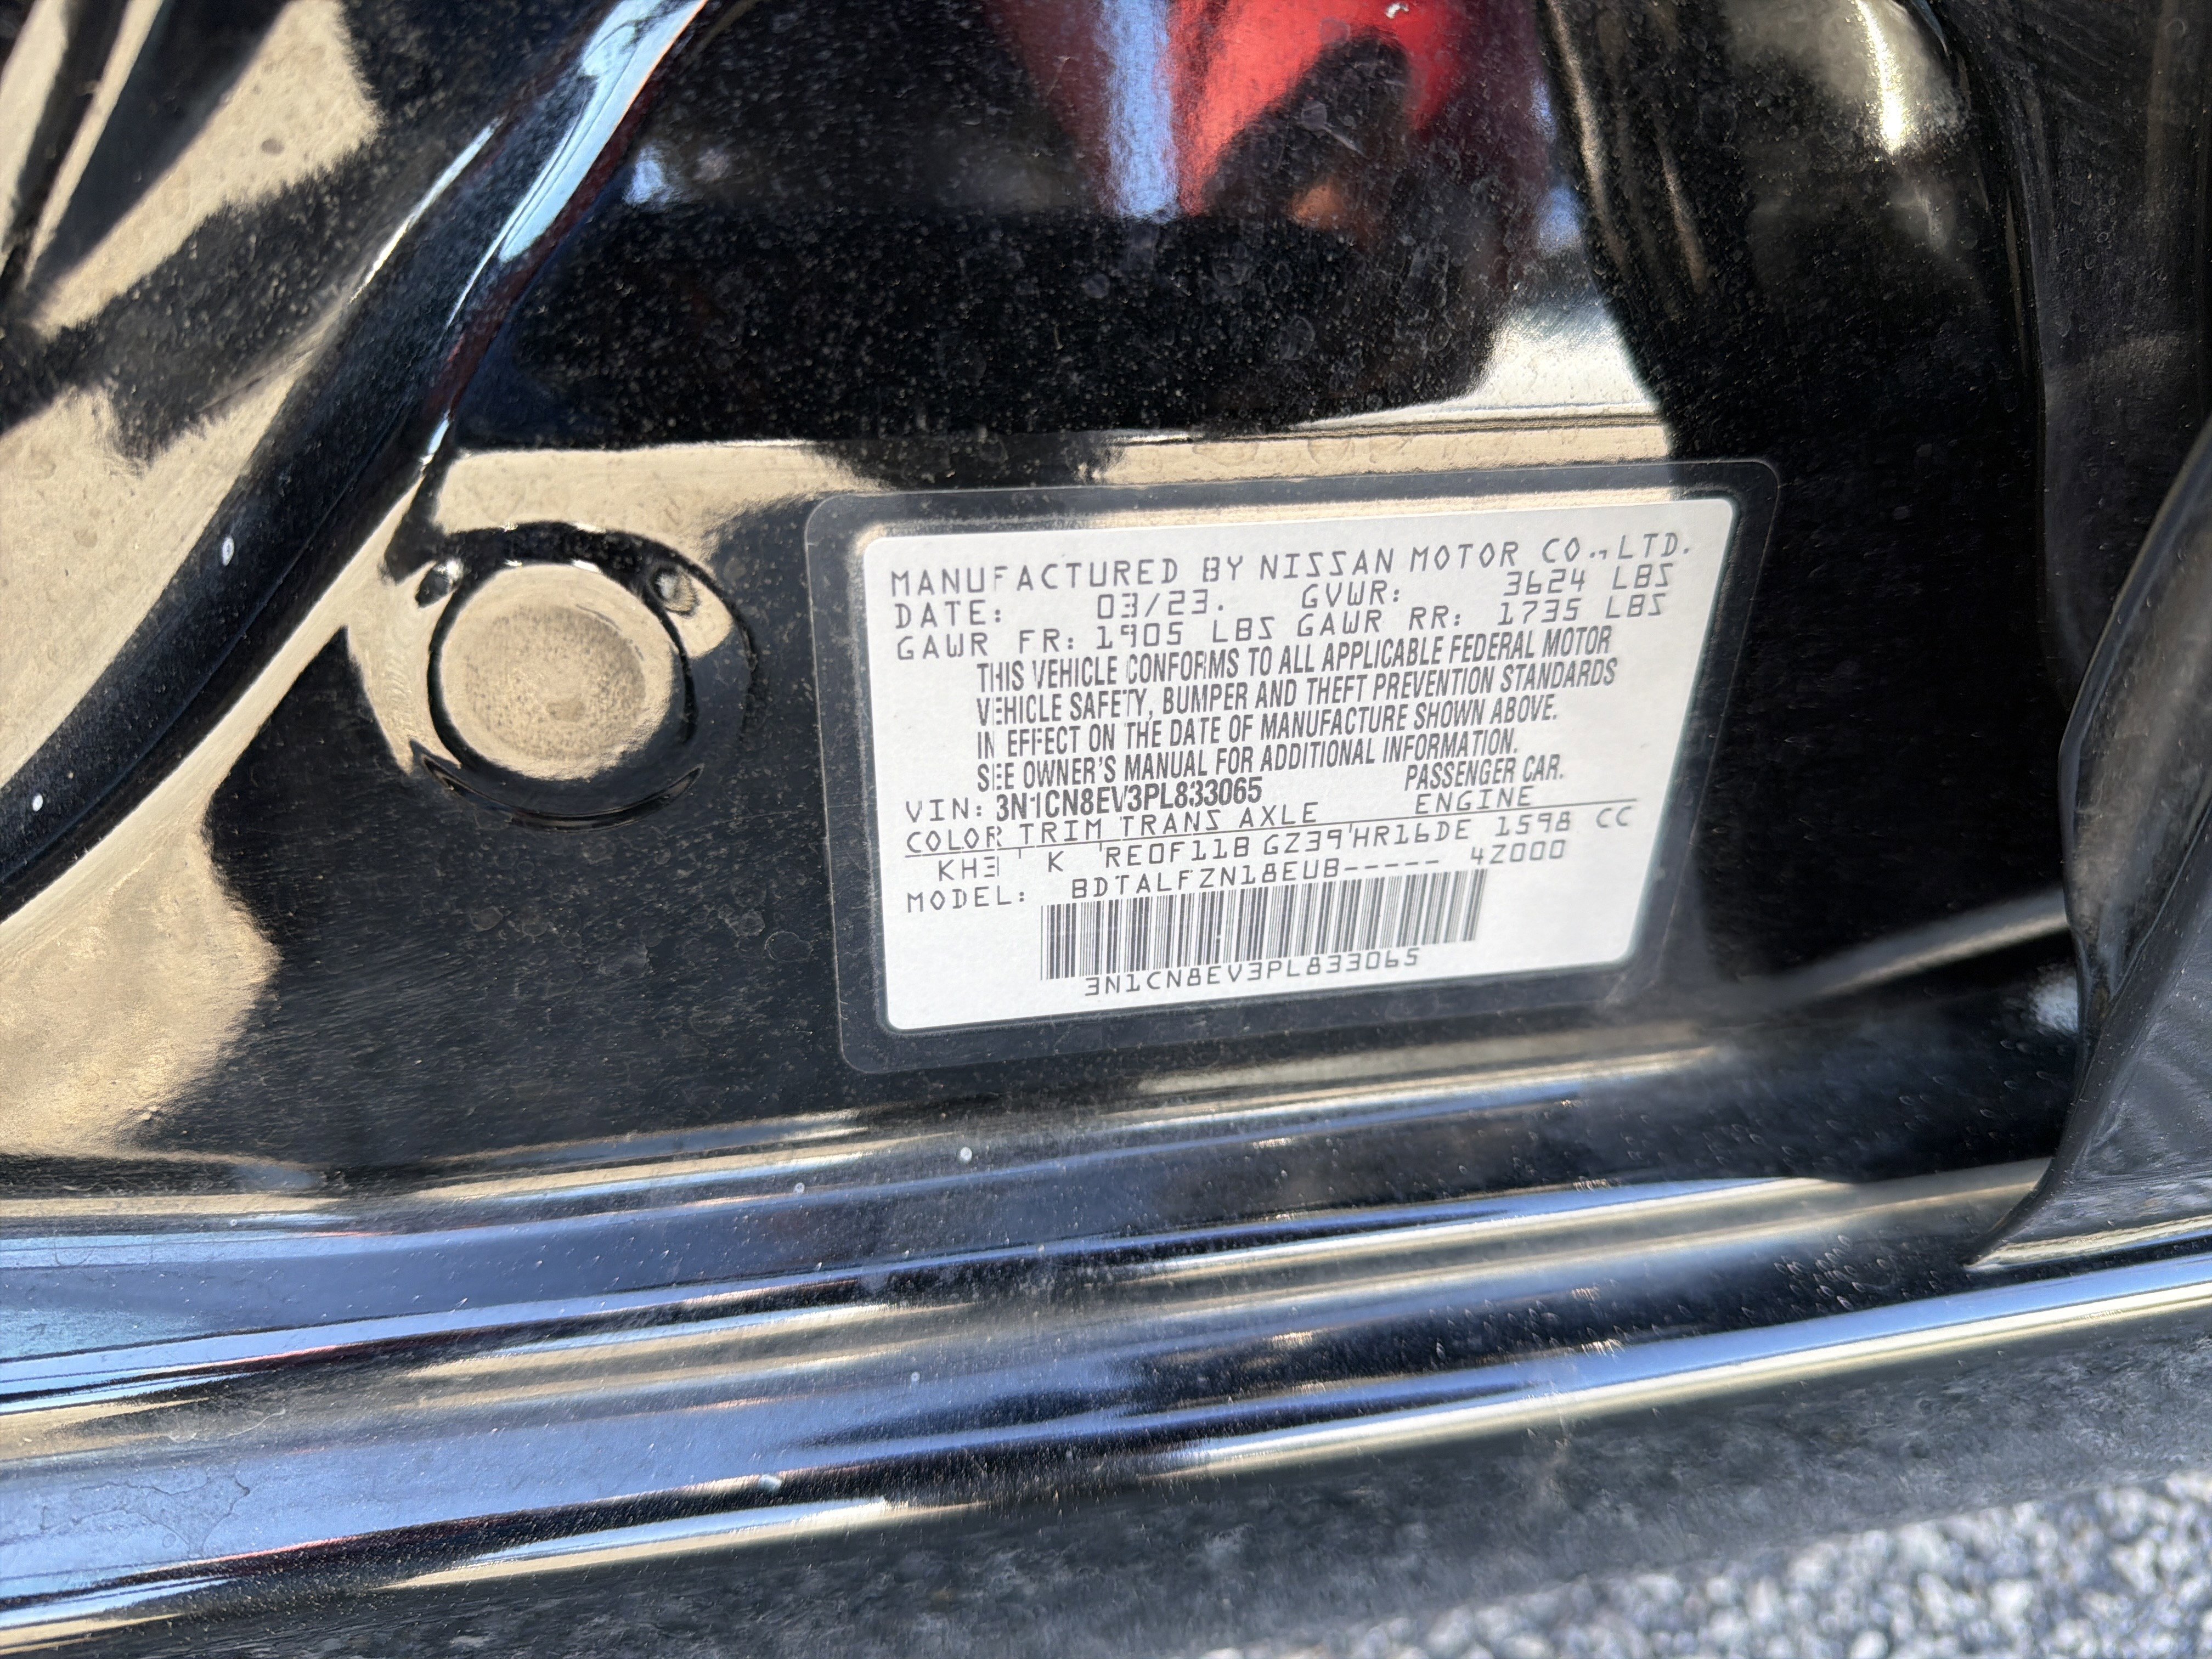 MANUFACTURED BY NISSAN MOTOR CO.,LTD.
DATE: 03/23. GVWR: 3624 LBS
GAWR FR: 1905 LBS GAWR RR: 1735 LBS
THIS VEHICLE CONFORMS TO ALL APPLICABLE FEDERAL MOTOR
VEHICLE SAFETY, BUMPER AND THEFT PREVENTION STANDARDS
IN EFFECT ON THE DATE OF MANUFACTURE SHOWN ABOVE.
SEE OWNER'S MANUAL FOR ADDITIONAL INFORMATION.
VIN: 3N1CN8EV3PL833065 PASSENGER CAR.
COLOR TRIM TRANS AXLE ENGINE
KH3 K RE0F11B GZ39 HR16DE 1598 CC
MODEL: BDTALFZN18EUB----- 4Z000
3N1CN8EV3PL833065